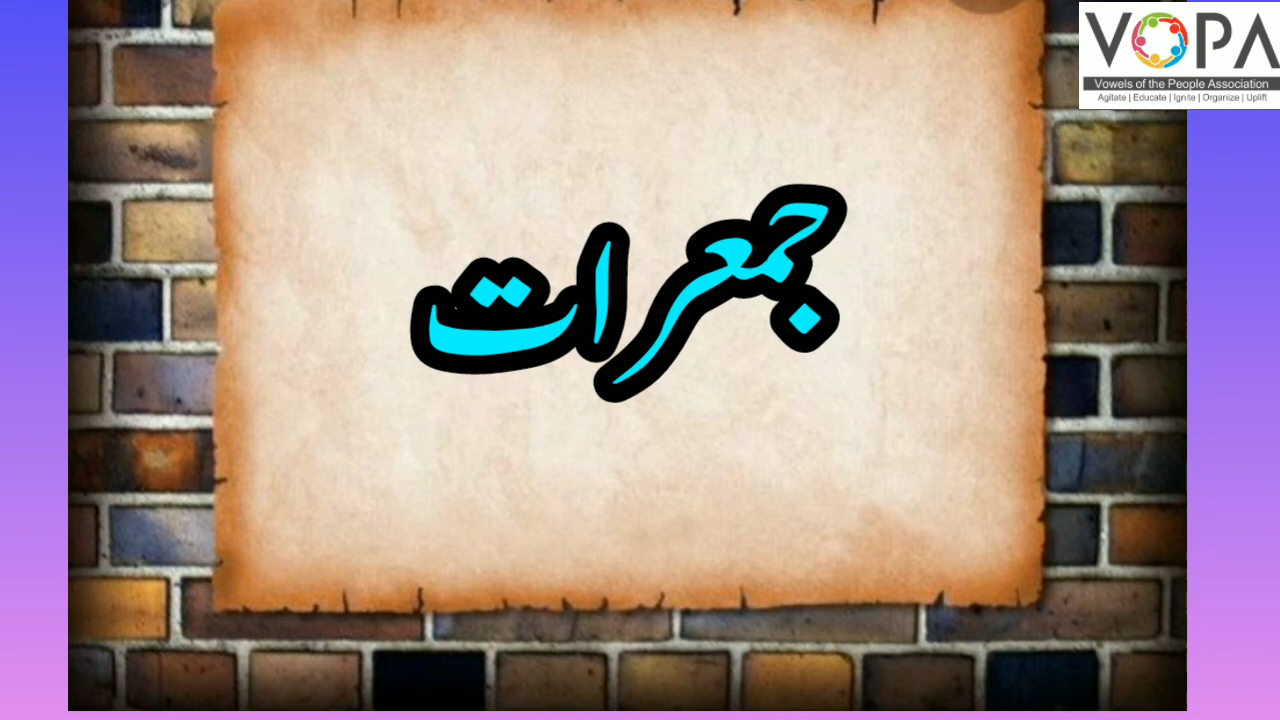 VOPA
Vowels of the People Association
Agitate | Educate | Ignite | Organize | Uplift
جمعرات